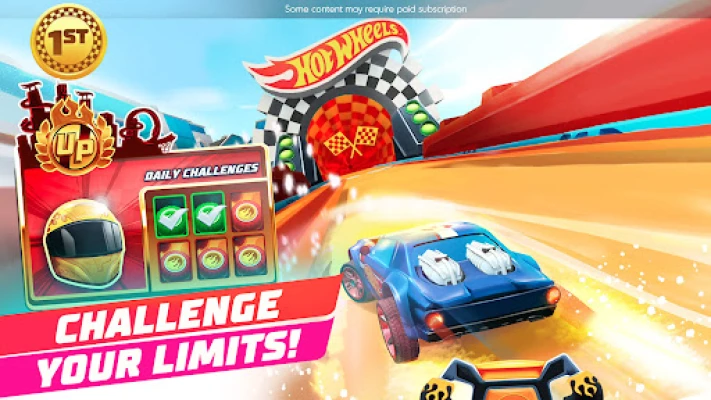 Some content may require paid subscription
1ST
HOT WHEELS
UP
DAILY CHALLENGES
CHALLENGE
YOUR LIMITS!